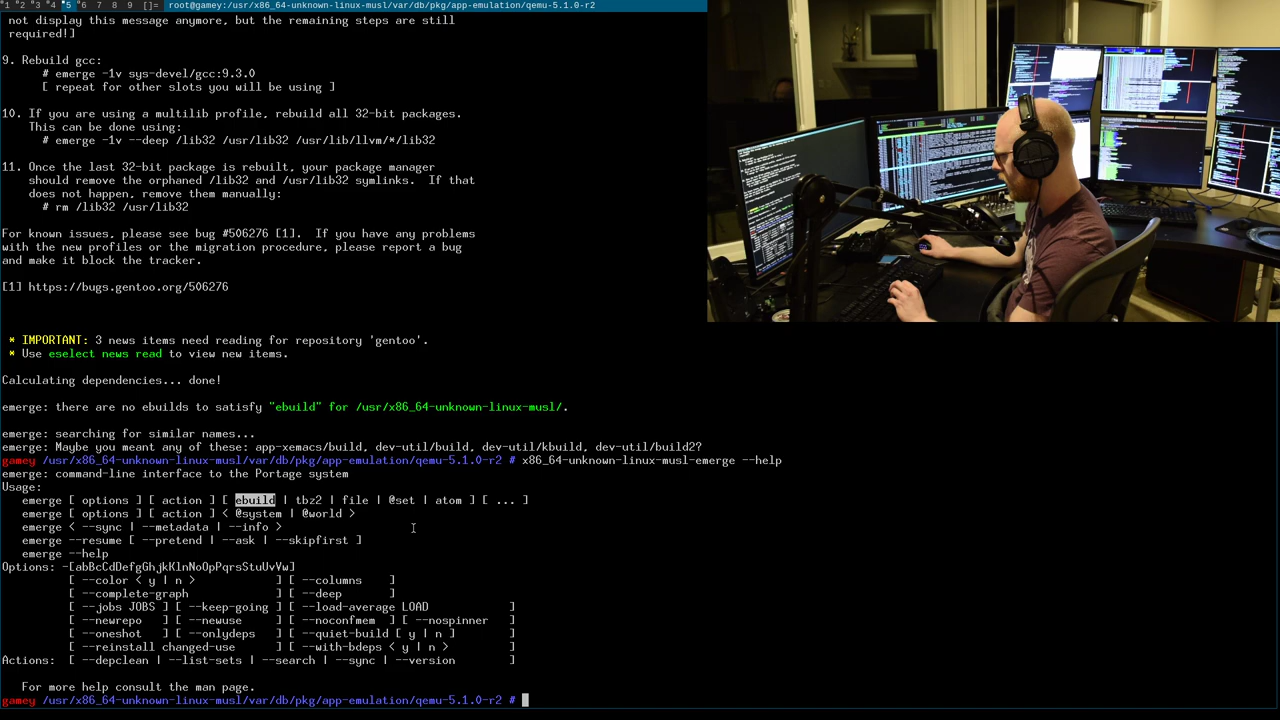 1 2 3 4 5 6 7 8 9 []= root@gamey:/usr/x86_64-unknown-linux-musl/var/db/pkg/app-emulation/qemu-5.1.0-r2
not display this message anymore, but the remaining steps are still
required!]
9. Rebuild gcc:
# emerge -1v sys-devel/gcc:9.3.0
[ repeat for other slots you will be using ]
10. If you are using a multilib profile, rebuild all 32-bit packages.
This can be done using:
# emerge -1v --deep /lib32 /usr/lib32 /usr/lib/llvm/*/lib32
11. Once the last 32-bit package is rebuilt, your package manager
should remove the orphaned /lib32 and /usr/lib32 symlinks.  If that
does not happen, remove them manually:
# rm /lib32 /usr/lib32
For known issues, please see bug #506276 [1].  If you have any problems
with the new profiles or the migration procedure, please report a bug
and make it block the tracker.
[1] https://bugs.gentoo.org/506276
* IMPORTANT: 3 news items need reading for repository 'gentoo'.
* Use eselect news read to view new items.
Calculating dependencies... done!
emerge: there are no ebuilds to satisfy "ebuild" for /usr/x86_64-unknown-linux-musl/.
emerge: searching for similar names...
emerge: Maybe you meant any of these: app-xemacs/build, dev-util/build, dev-util/kbuild, dev-util/build2?
gamey /usr/x86_64-unknown-linux-musl/var/db/pkg/app-emulation/qemu-5.1.0-r2 # x86_64-unknown-linux-musl-emerge --help
emerge: command-line interface to the Portage system
Usage:
emerge [ options ] [ action ] [ ebuild | tbz2 | file | @set | atom ] [ ... ]
emerge [ options ] [ action ] < @system | @world >
emerge < --sync | --metadata | --info >
emerge --resume [ --pretend | --ask | --skipfirst ]
emerge --help
Options: -[abBcCdDefgGhjkKlnNoOpPqrsStuUvVw]
[ --color < y | n > ] [ --columns ]
[ --complete-graph ] [ --deep ]
[ --jobs JOBS ] [ --keep-going ] [ --load-average LOAD ]
[ --newrepo ] [ --newuse ] [ --noconfmem ] [ --nospinner ]
[ --oneshot ] [ --onlydeps ] [ --quiet-build [ y | n ] ]
[ --reinstall changed-use ] [ --with-bdeps < y | n > ]
Actions: [ --depclean | --list-sets | --search | --sync | --version ]
For more help consult the man page.
gamey /usr/x86_64-unknown-linux-musl/var/db/pkg/app-emulation/qemu-5.1.0-r2 #